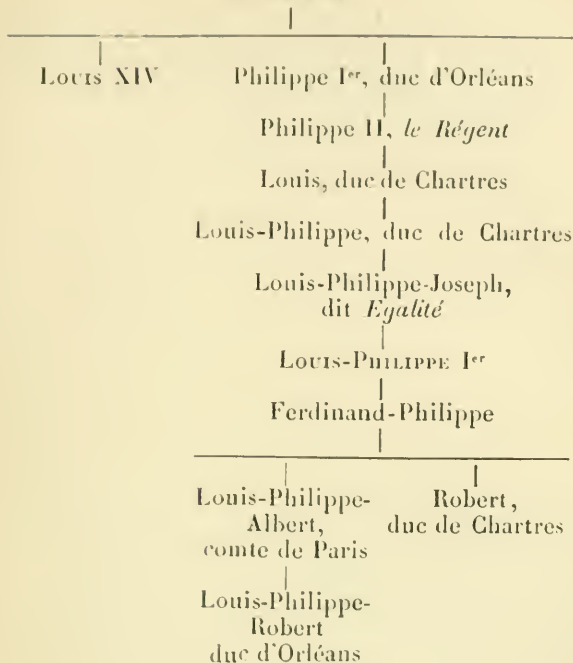 Louis XIV Philippe Ier, duc d'Orléans
Philippe II, le Régent
Louis, duc de Chartres
Louis-Philippe, duc de Chartres
Louis-Philippe-Joseph,
dit Egalité
Louis-Philippe Ier
Ferdinand-Philippe
Louis-Philippe-
Albert,
comte de Paris
Robert,
duc de Chartres
Louis-Philippe-
Robert
duc d'Orléans